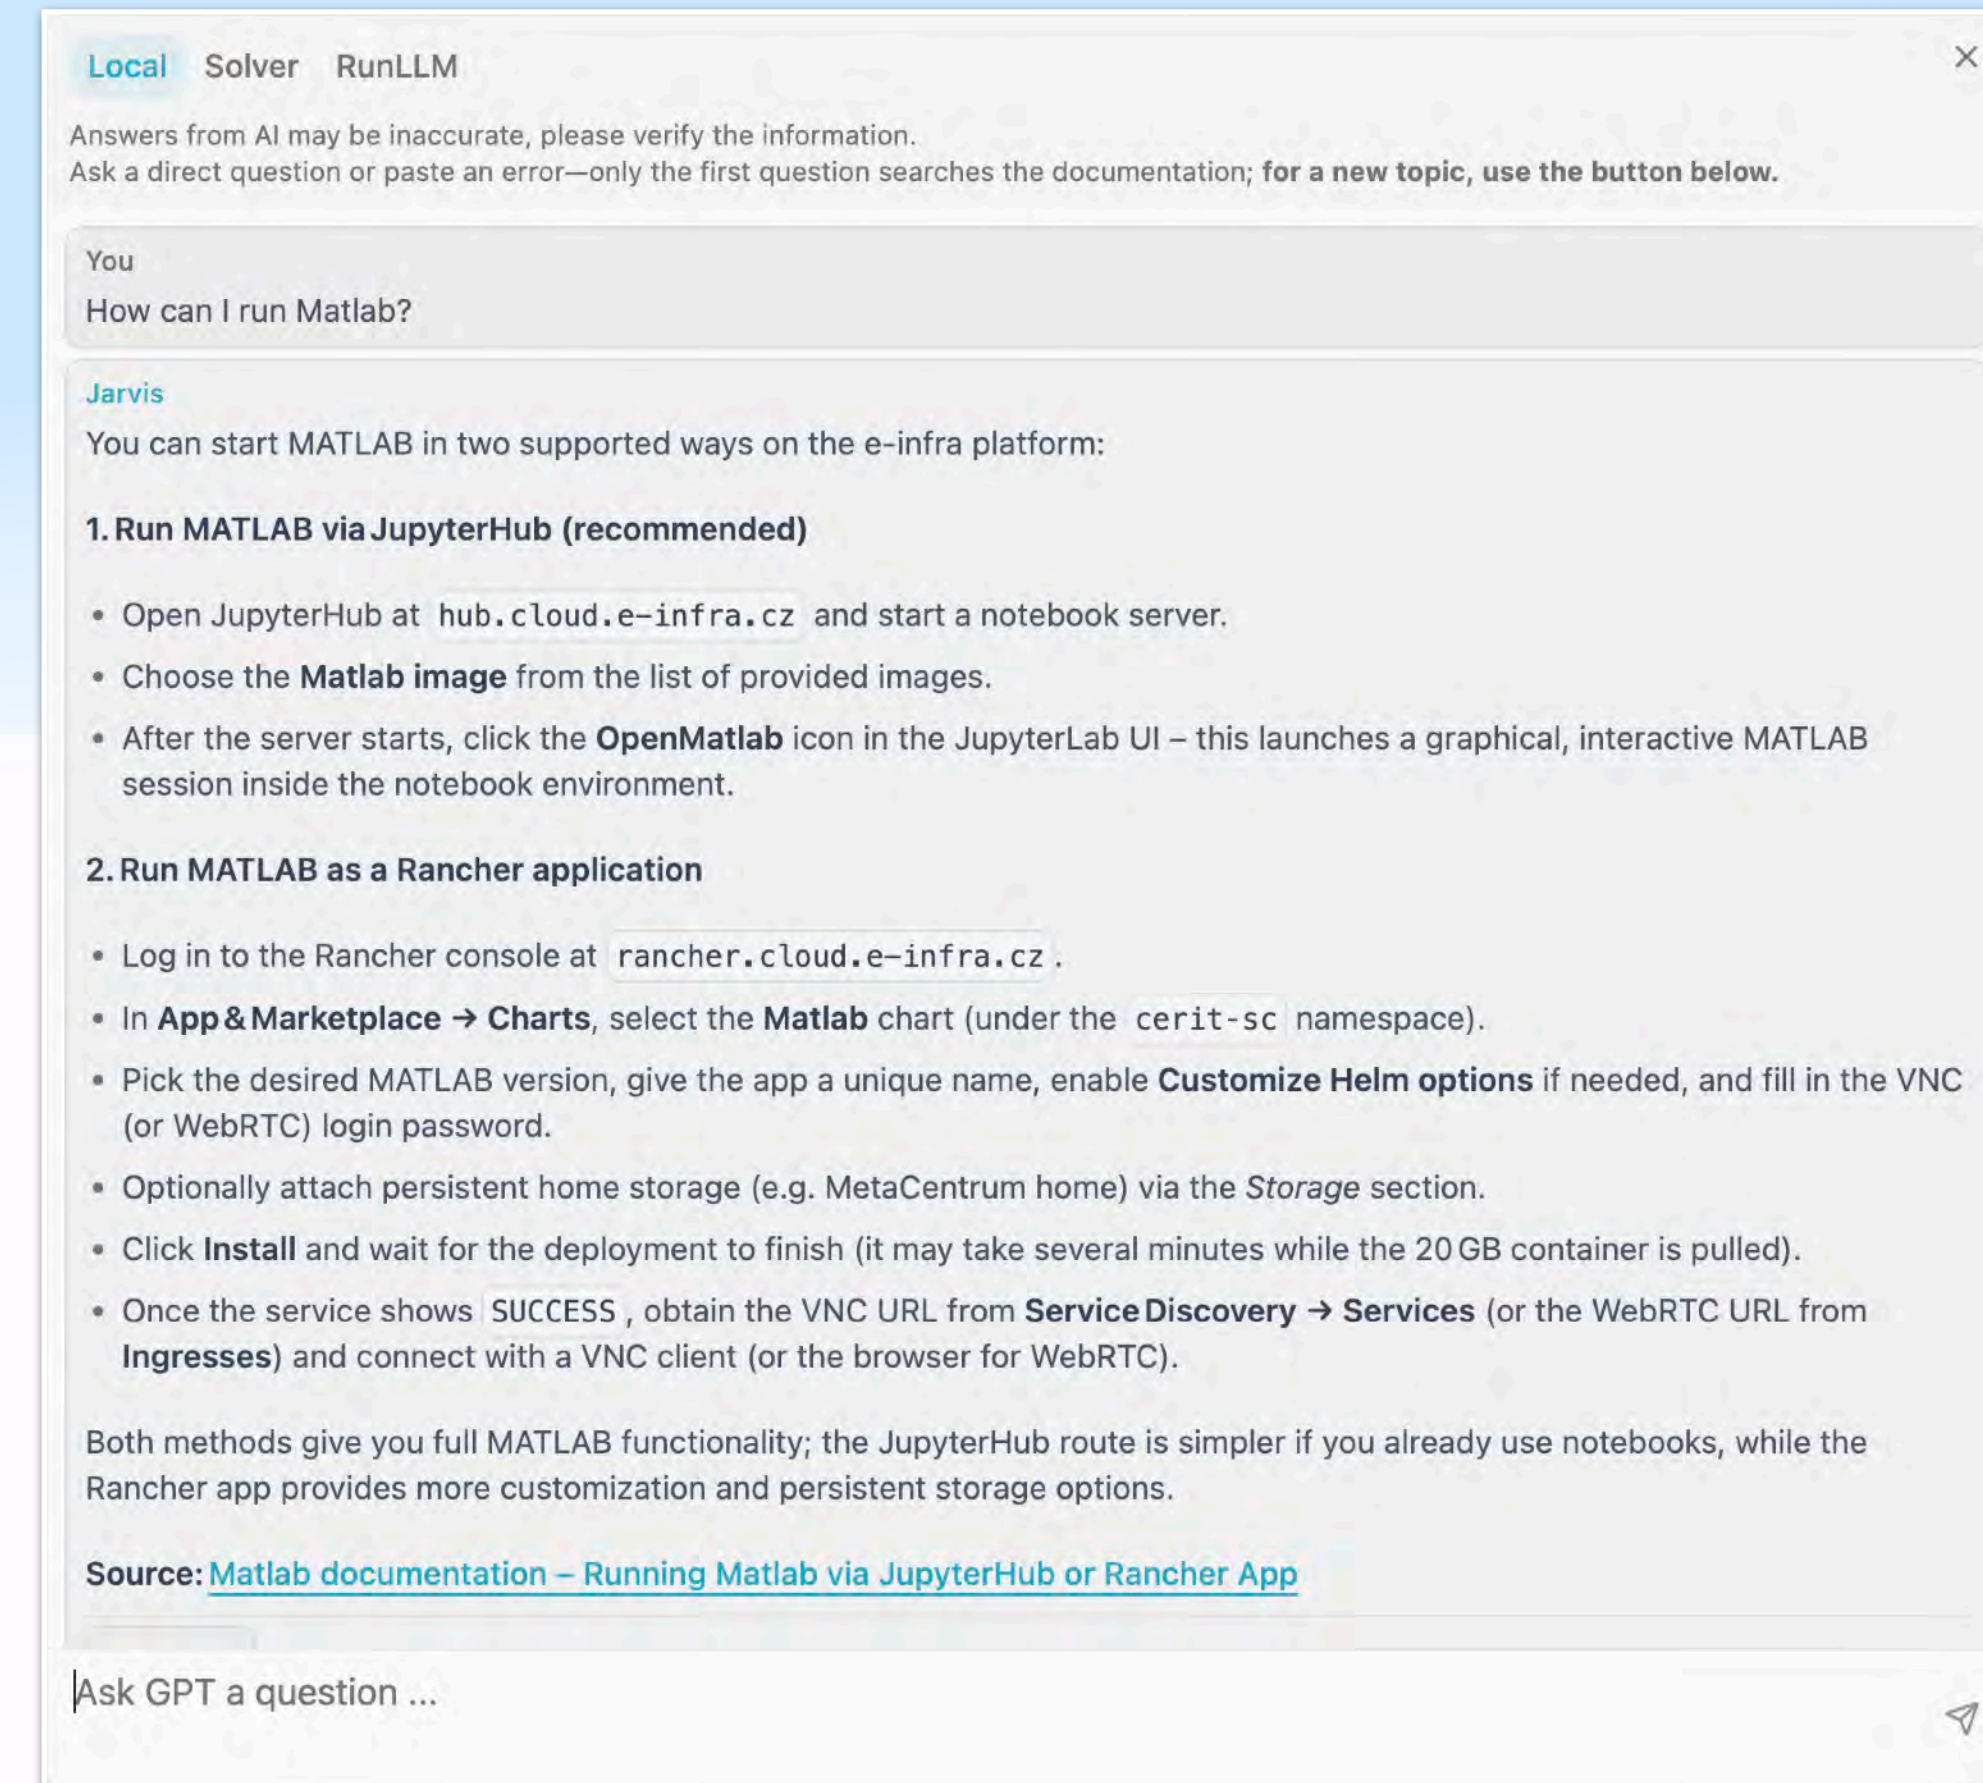 Local Solver RunLLM
Answers from AI may be inaccurate, please verify the information.
Ask a direct question or paste an error—only the first question searches the documentation; for a new topic, use the button below.
You
How can I run Matlab?
Jarvis
You can start MATLAB in two supported ways on the e-infra platform:
1. Run MATLAB via JupyterHub (recommended)
• Open JupyterHub at hub.cloud.e-infra.cz and start a notebook server.
• Choose the Matlab image from the list of provided images.
• After the server starts, click the OpenMatlab icon in the JupyterLab UI – this launches a graphical, interactive MATLAB
session inside the notebook environment.
2. Run MATLAB as a Rancher application
• Log in to the Rancher console at rancher.cloud.e-infra.cz .
• In App & Marketplace → Charts, select the Matlab chart (under the cerit-sc namespace).
• Pick the desired MATLAB version, give the app a unique name, enable Customize Helm options if needed, and fill in the VNC
(or WebRTC) login password.
• Optionally attach persistent home storage (e.g. MetaCentrum home) via the Storage section.
• Click Install and wait for the deployment to finish (it may take several minutes while the 20 GB container is pulled).
• Once the service shows SUCCESS , obtain the VNC URL from Service Discovery → Services (or the WebRTC URL from
Ingresses) and connect with a VNC client (or the browser for WebRTC).
Both methods give you full MATLAB functionality; the JupyterHub route is simpler if you already use notebooks, while the
Rancher app provides more customization and persistent storage options.
Source: Matlab documentation – Running Matlab via JupyterHub or Rancher App
Ask GPT a question ...